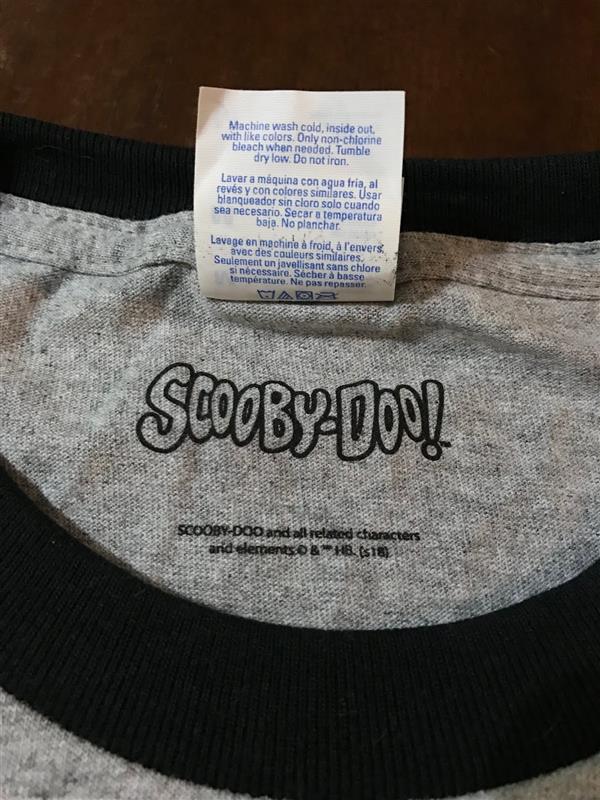 Machine wash cold, inside out,
with like colors. Only non-chlorine
bleach when needed. Tumble
dry low. Do not iron.
Lavar a máquina con agua fria, al
revés y con colores similares. Usar
blanqueador sin cloro solo cuando
sea necesario. Secar a temperatura
baja. No planchar.
Lavage en machine à froid, à l'envers,
avec des couleurs similaires.
Seulement un javellisant sans chlore
si nécessaire. Sécher à basse
température. Ne pas repasser.
SCOOBY-DOO! ™
SCOOBY-DOO and all related characters
and elements © & ™ HB. (s18)